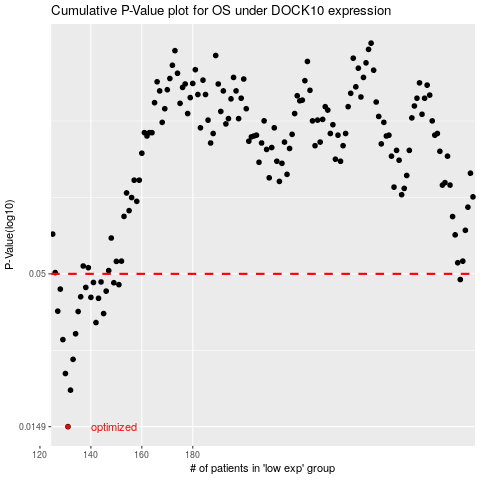 Cumulative P-Value plot for OS under DOCK10 expression
P-Value(log10)
0.05
0.0149
optimized
120 140 160 180
# of patients in 'low exp' group